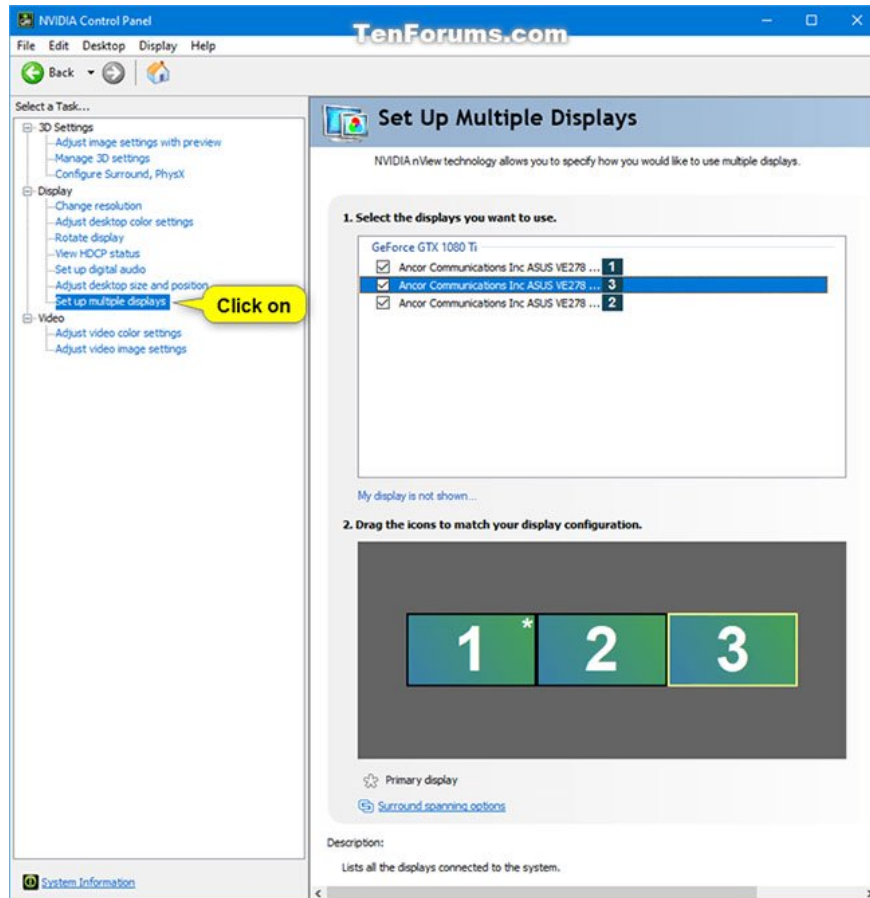 NVIDIA Control Panel
TenForums.com
File Edit Desktop Display Help
Back
Select a Task...
3D Settings
Adjust image settings with preview
Manage 3D settings
Configure Surround, PhysX
Display
Change resolution
Adjust desktop color settings
Rotate display
View HDCP status
Set up digital audio
Adjust desktop size and position
Set up multiple displays
Click on
Video
Adjust video color settings
Adjust video image settings
System Information
Set Up Multiple Displays
NVIDIA nView technology allows you to specify how you would like to use multiple displays.
1. Select the displays you want to use.
GeForce GTX 1080 Ti
Ancor Communications Inc ASUS VE278 ... 1
Ancor Communications Inc ASUS VE278 ... 3
Ancor Communications Inc ASUS VE278 ... 2
My display is not shown...
2. Drag the icons to match your display configuration.
1 * 2 3
Primary display
Surround spanning options
Description:
Lists all the displays connected to the system.